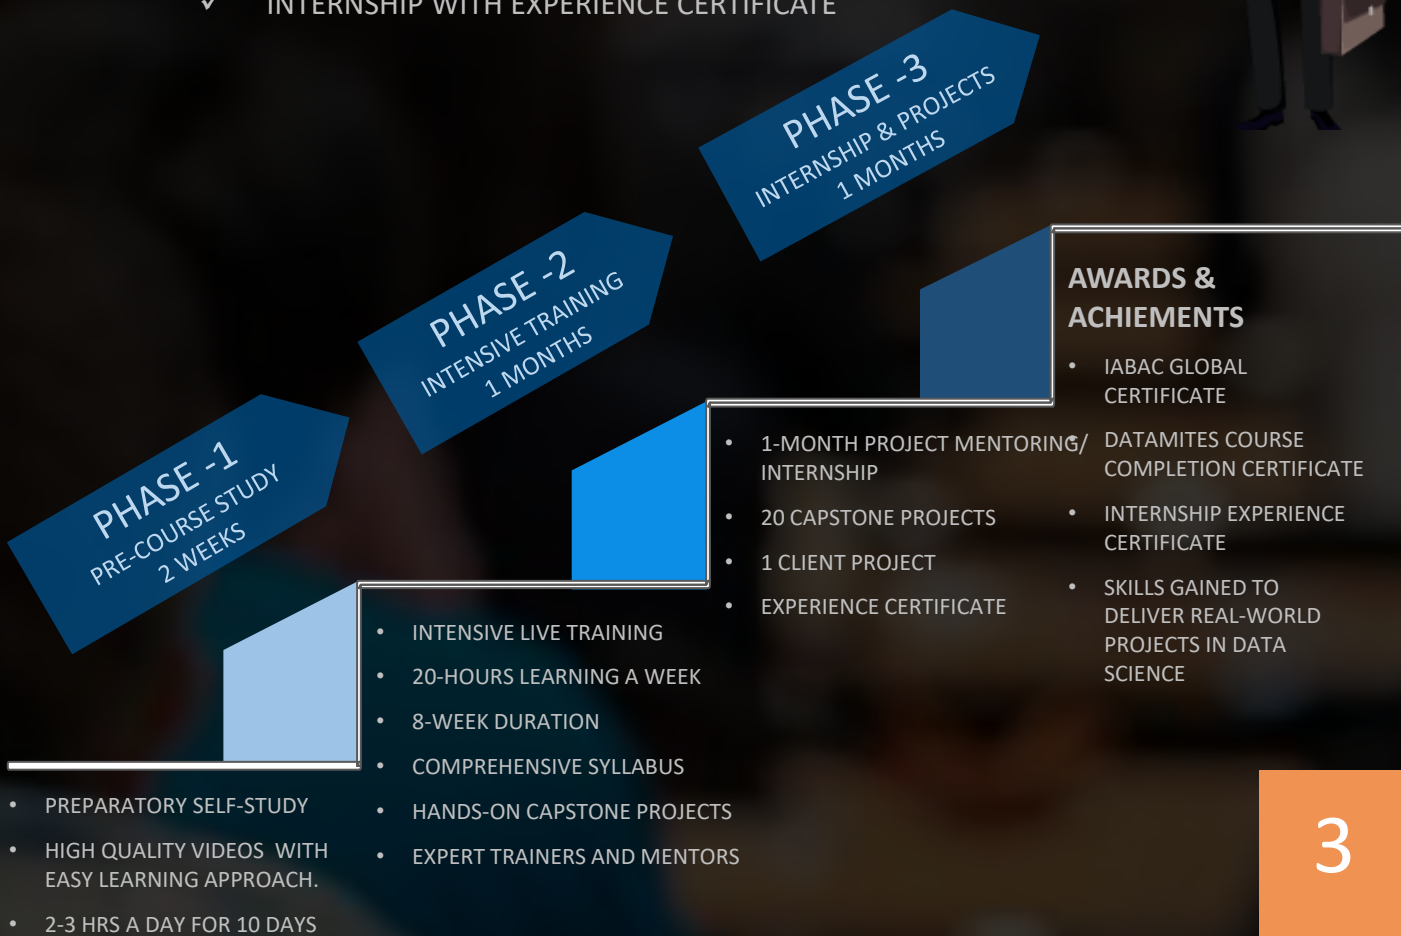 ✓ INTERNSHIP WITH EXPERIENCE CERTIFICATE
PHASE -1
PRE-COURSE STUDY
2 WEEKS
• PREPARATORY SELF-STUDY
• HIGH QUALITY VIDEOS WITH
EASY LEARNING APPROACH.
• 2-3 HRS A DAY FOR 10 DAYS
PHASE -2
INTENSIVE TRAINING
1 MONTHS
• INTENSIVE LIVE TRAINING
• 20-HOURS LEARNING A WEEK
• 8-WEEK DURATION
• COMPREHENSIVE SYLLABUS
• HANDS-ON CAPSTONE PROJECTS
• EXPERT TRAINERS AND MENTORS
PHASE -3
INTERNSHIP & PROJECTS
1 MONTHS
• 1-MONTH PROJECT MENTORING/
INTERNSHIP
• 20 CAPSTONE PROJECTS
• 1 CLIENT PROJECT
• EXPERIENCE CERTIFICATE
AWARDS &
ACHIEMENTS
• IABAC GLOBAL
CERTIFICATE
• DATAMITES COURSE
COMPLETION CERTIFICATE
• INTERNSHIP EXPERIENCE
CERTIFICATE
• SKILLS GAINED TO
DELIVER REAL-WORLD
PROJECTS IN DATA
SCIENCE
3